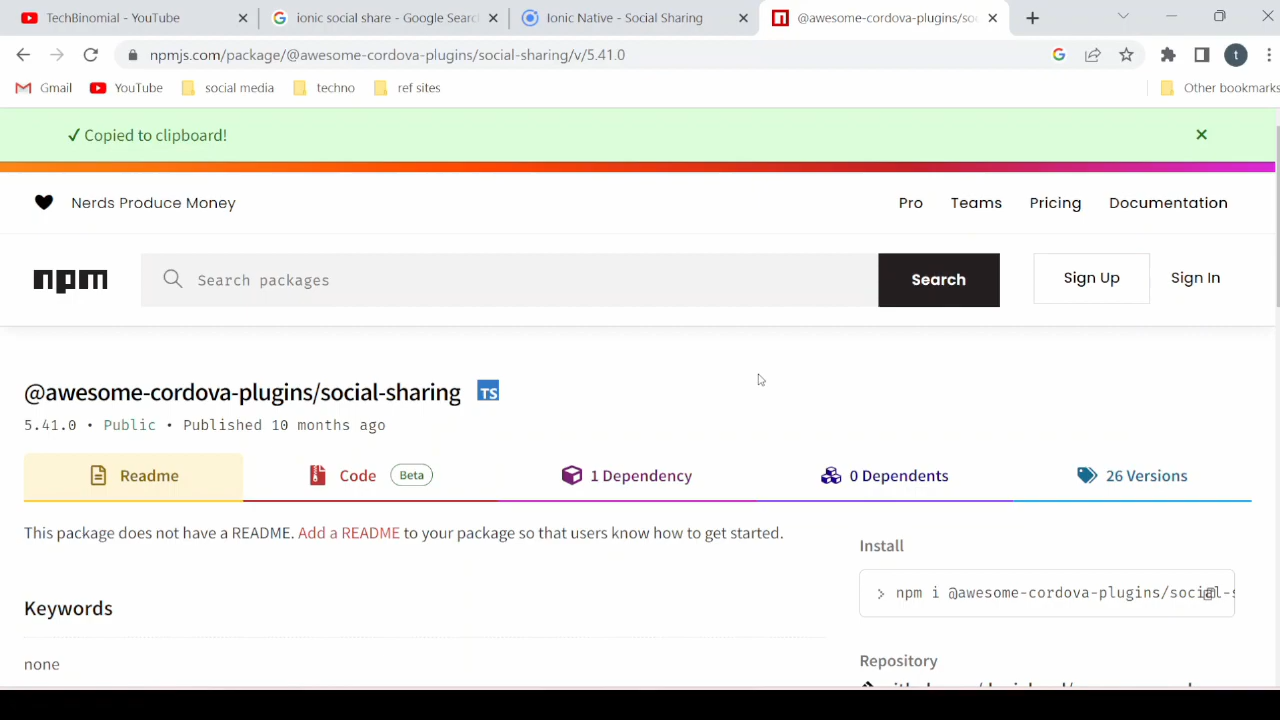 TechBinomial - YouTube
ionic social share - Google Searc
Ionic Native - Social Sharing
@awesome-cordova-plugins/soc
npmjs.com/package/@awesome-cordova-plugins/social-sharing/v/5.41.0
t
Gmail
YouTube
social media
techno
ref sites
Other bookmarks
✓ Copied to clipboard!
Nerds Produce Money
Pro
Teams
Pricing
Documentation
npm
Search packages
Search
Sign Up
Sign In
@awesome-cordova-plugins/social-sharing TS
5.41.0 • Public • Published 10 months ago
Readme
Code Beta
1 Dependency
0 Dependents
26 Versions
This package does not have a README. Add a README to your package so that users know how to get started.
Install
> npm i @awesome-cordova-plugins/social-s
Keywords
none
Repository